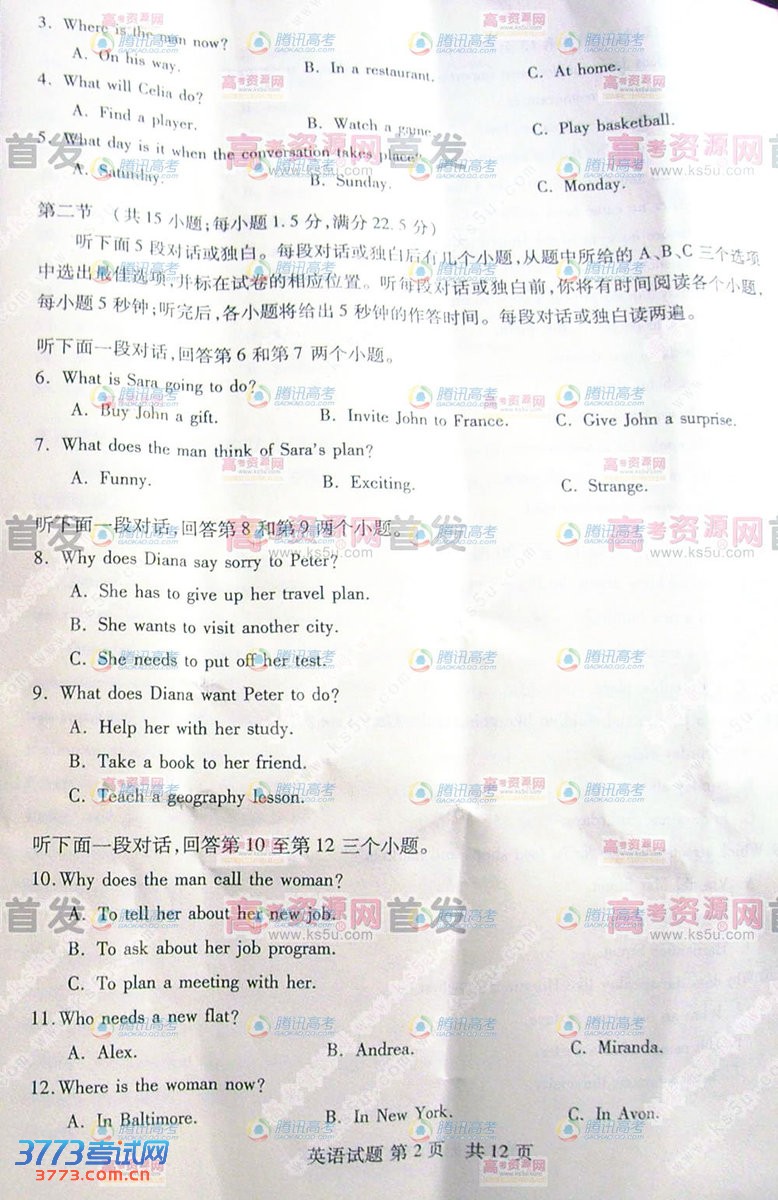 3. Where is the man now?
A. On his way. B. In a restaurant. C. At home.
4. What will Celia do?
A. Find a player. B. Watch a game. C. Play basketball.
5. What day is it when the conversation takes place?
A. Saturday. B. Sunday. C. Monday.
第二节 (共15小题;每小题1.5分,满分22.5分)
听下面5段对话或独白。每段对话或独白后有几个小题,从题中所给的A、B、C三个选项
中选出最佳选项,并标在试卷的相应位置。听每段对话或独白前,你将有时间阅读各个小题,
每小题5秒钟;听完后,各小题将给出5秒钟的作答时间。每段对话或独白读两遍。
听下面一段对话,回答第6和第7两个小题。
6. What is Sara going to do?
A. Buy John a gift. B. Invite John to France. C. Give John a surprise.
7. What does the man think of Sara's plan?
A. Funny. B. Exciting. C. Strange.
听下面一段对话,回答第8和第9两个小题。
8. Why does Diana say sorry to Peter?
A. She has to give up her travel plan.
B. She wants to visit another city.
C. She needs to put off her test.
9. What does Diana want Peter to do?
A. Help her with her study.
B. Take a book to her friend.
C. Teach a geography lesson.
听下面一段对话,回答第10至第12三个小题。
10. Why does the man call the woman?
A. To tell her about her new job.
B. To ask about her job program.
C. To plan a meeting with her.
11. Who needs a new flat?
A. Alex. B. Andrea. C. Miranda.
12. Where is the woman now?
A. In Baltimore. B. In New York. C. In Avon.
英语试题 第2页 共12页
3773考试网
3773.com.cn
首发
高考资源网
www.ks5u.com
腾讯高考
GAOKAO.QQ.COM